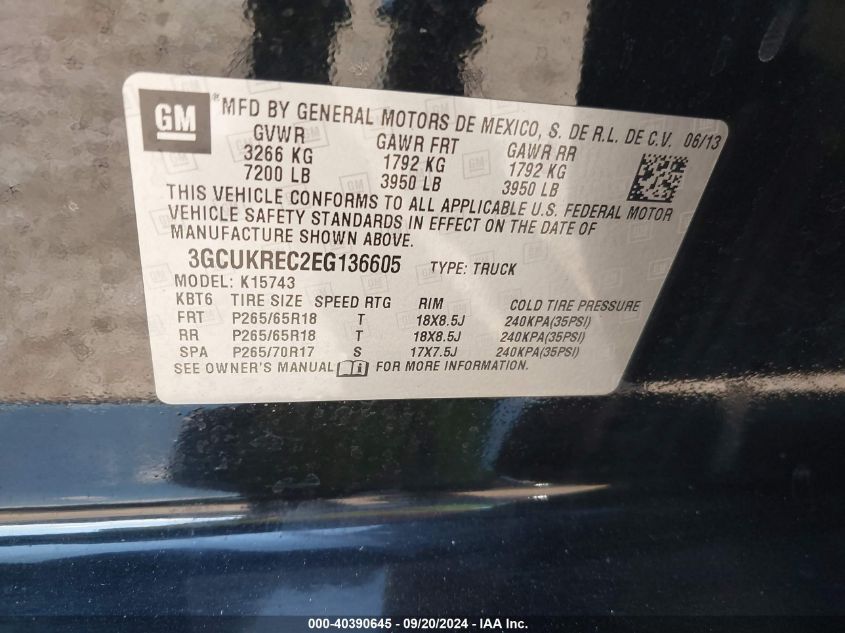 GM
® MFD BY GENERAL MOTORS DE MEXICO, S. DE R.L. DE C.V. 06/13
GVWR GAWR FRT GAWR RR
3266 KG 1792 KG 1792 KG
7200 LB 3950 LB 3950 LB
THIS VEHICLE CONFORMS TO ALL APPLICABLE U.S. FEDERAL MOTOR
VEHICLE SAFETY STANDARDS IN EFFECT ON THE DATE OF
MANUFACTURE SHOWN ABOVE.
3GCUKREC2EG136605 TYPE: TRUCK
MODEL: K15743
KBT6 TIRE SIZE SPEED RTG RIM COLD TIRE PRESSURE
FRT P265/65R18 T 18X8.5J 240KPA(35PSI)
RR P265/65R18 T 18X8.5J 240KPA(35PSI)
SPA P265/70R17 S 17X7.5J 240KPA(35PSI)
SEE OWNER'S MANUAL FOR MORE INFORMATION.
000-40390645 - 09/20/2024 - IAA Inc.